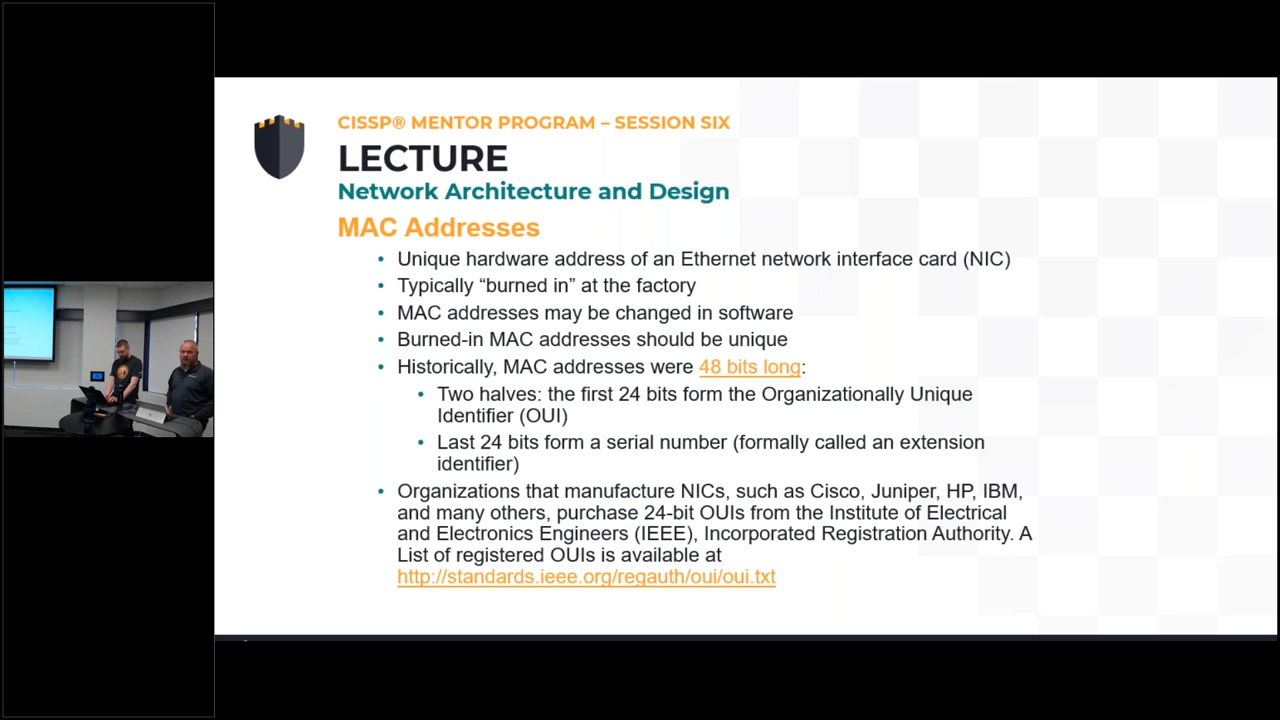 CISSP® MENTOR PROGRAM – SESSION SIX
LECTURE
Network Architecture and Design
MAC Addresses
• Unique hardware address of an Ethernet network interface card (NIC)
• Typically “burned in” at the factory
• MAC addresses may be changed in software
• Burned-in MAC addresses should be unique
• Historically, MAC addresses were 48 bits long:
• Two halves: the first 24 bits form the Organizationally Unique
Identifier (OUI)
• Last 24 bits form a serial number (formally called an extension
identifier)
• Organizations that manufacture NICs, such as Cisco, Juniper, HP, IBM,
and many others, purchase 24-bit OUIs from the Institute of Electrical
and Electronics Engineers (IEEE), Incorporated Registration Authority. A
List of registered OUIs is available at
http://standards.ieee.org/regauth/oui/oui.txt